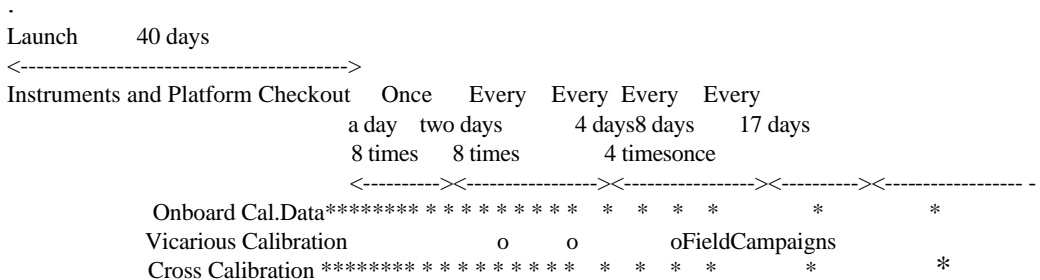 .
Launch 40 days
<----------------------------------------->
Instruments and Platform Checkout Once Every Every Every Every
a day two days 4 days8 days 17 days
8 times 8 times 4 timesonce
<----------><-----------------><-----------------><----------><------------------ -
Onboard Cal.Data******** * * * * * * * * * * * * * *
Vicarious Calibration o o oFieldCampaigns
Cross Calibration ******** * * * * * * * * * * * * * *